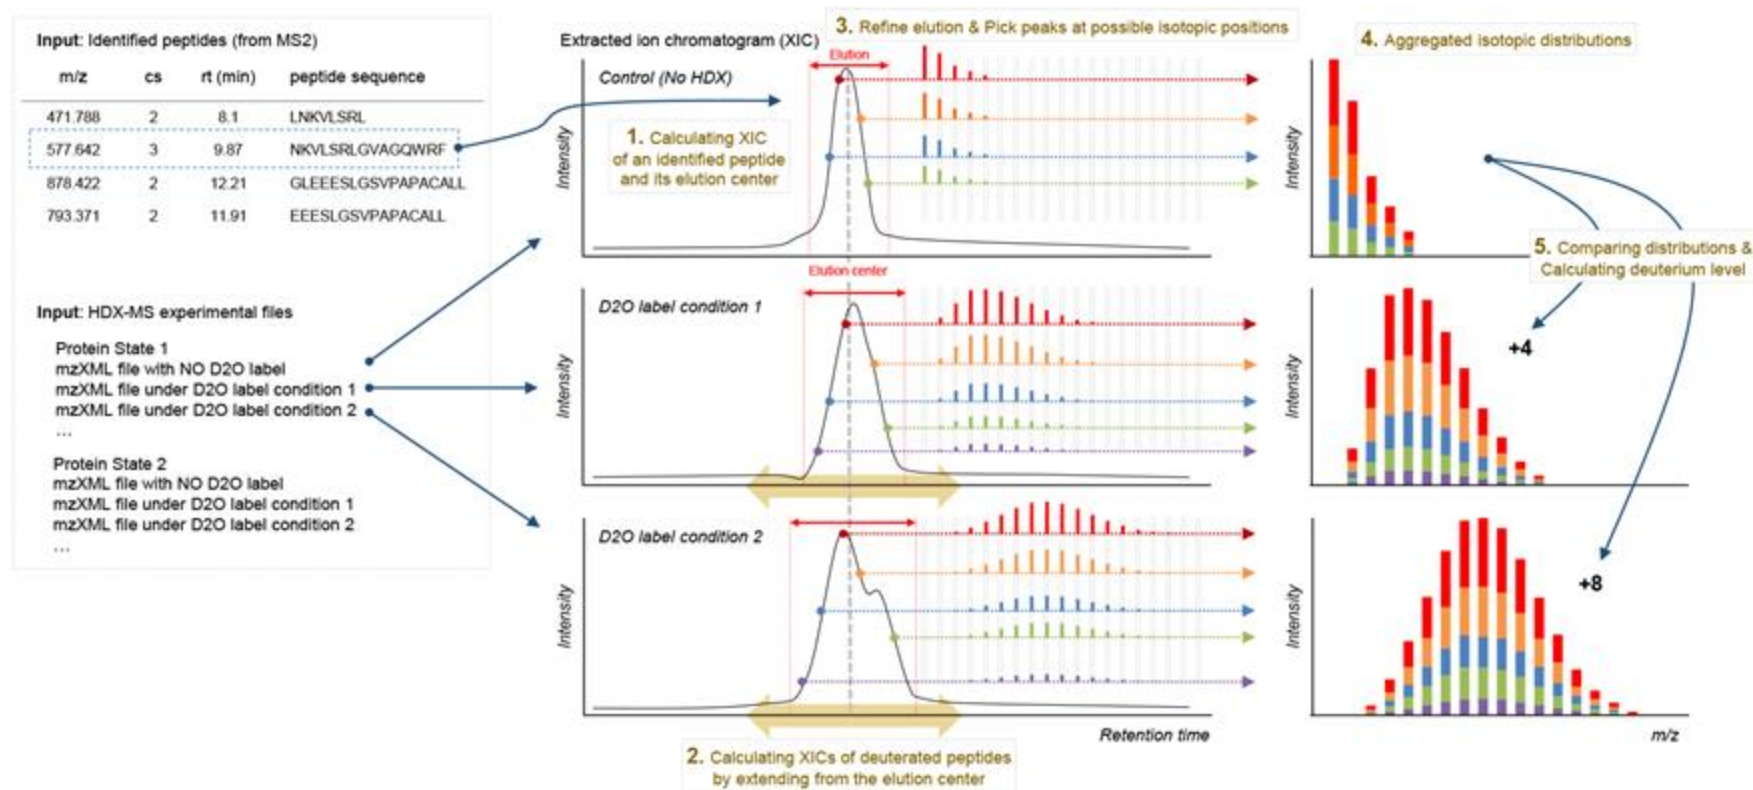 Input: Identified peptides (from MS2)
m/z cs rt (min) peptide sequence
471.788 2 8.1 LNKVLSRL
577.642 3 9.87 NKVLSRLGVAGQWRF
878.422 2 12.21 GLEEESLGSVPAPACALL
793.371 2 11.91 EEESLGSVPAPACALL
Input: HDX-MS experimental files
Protein State 1
mzXML file with NO D2O label
mzXML file under D2O label condition 1
mzXML file under D2O label condition 2
...
Protein State 2
mzXML file with NO D2O label
mzXML file under D2O label condition 1
mzXML file under D2O label condition 2
...
Extracted ion chromatogram (XIC)
3. Refine elution & Pick peaks at possible isotopic positions
Elution
Control (No HDX)
1. Calculating XIC
of an identified peptide
and its elution center
Intensity
Elution center
D2O label condition 1
Intensity
D2O label condition 2
Intensity
Retention time
2. Calculating XICs of deuterated peptides
by extending from the elution center
4. Aggregated isotopic distributions
Intensity
5. Comparing distributions &
Calculating deuterium level
+4
Intensity
+8
Intensity
m/z